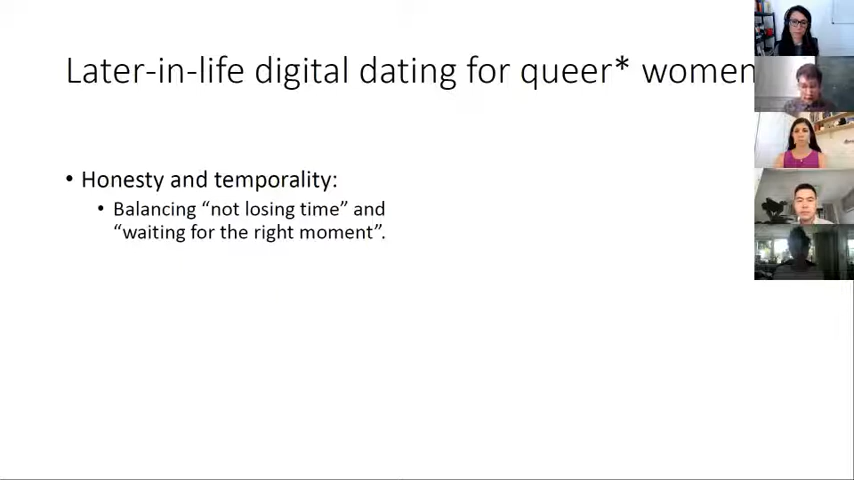 Later-in-life digital dating for queer* women
• Honesty and temporality:
• Balancing “not losing time” and
“waiting for the right moment”.